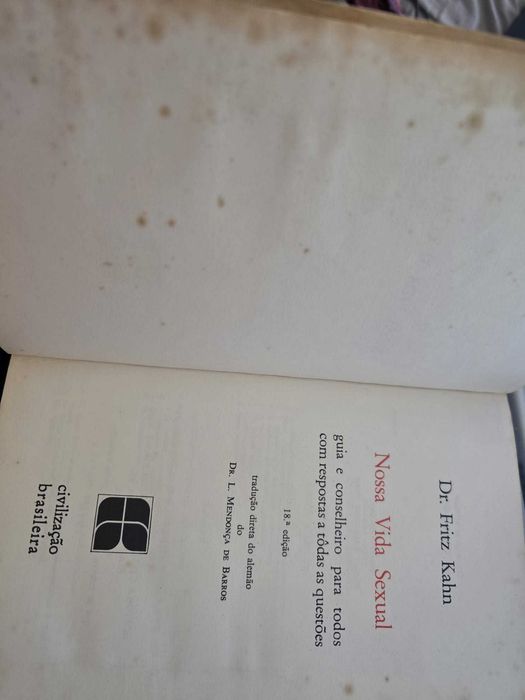 Dr. Fritz Kahn
Nossa Vida Sexual
guia e conselheiro para todos
com respostas a tôdas as questões
18.ª edição
tradução direta do alemão
do
Dr. L. Mendonça de Barros
civilização
brasileira